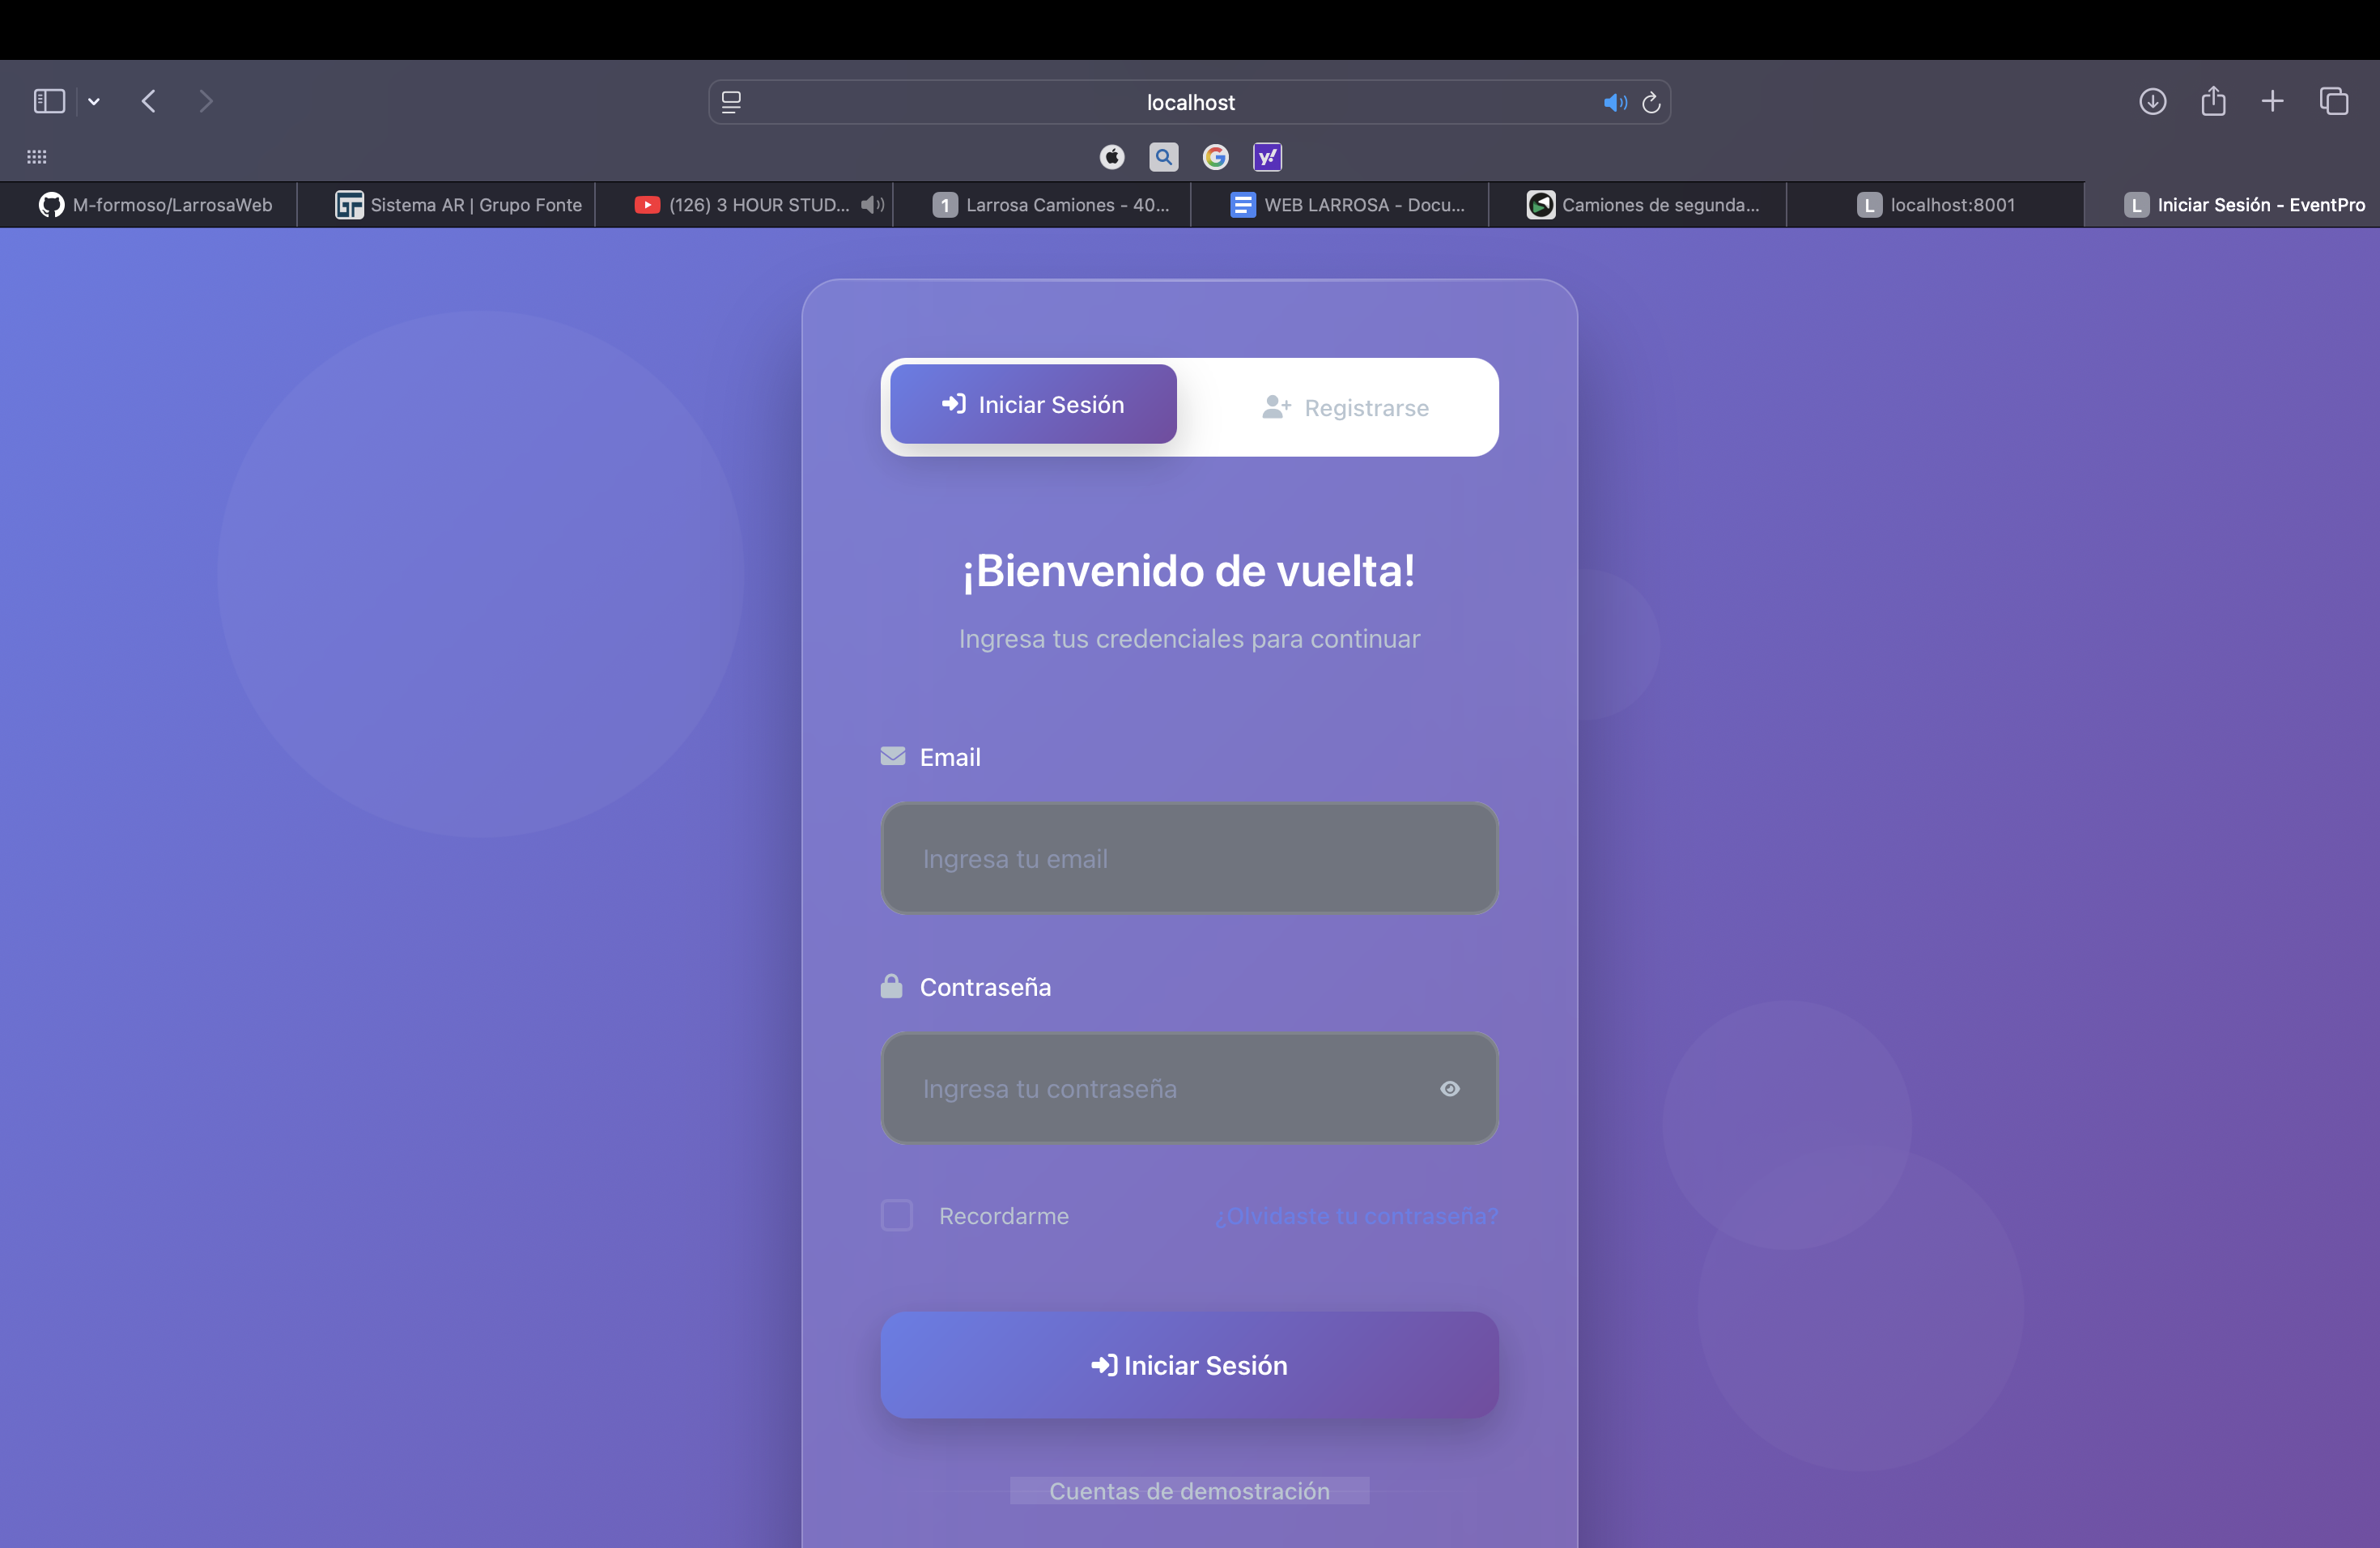 localhost
M-formoso/LarrosaWeb
Sistema AR | Grupo Fonte
(126) 3 HOUR STUD...
1 Larrosa Camiones - 40...
WEB LARROSA - Docu...
Camiones de segunda...
L localhost:8001
L Iniciar Sesión - EventPro
Iniciar Sesión
Registrarse
¡Bienvenido de vuelta!
Ingresa tus credenciales para continuar
Email
Ingresa tu email
Contraseña
Ingresa tu contraseña
Recordarme
¿Olvidaste tu contraseña?
Iniciar Sesión
Cuentas de demostración